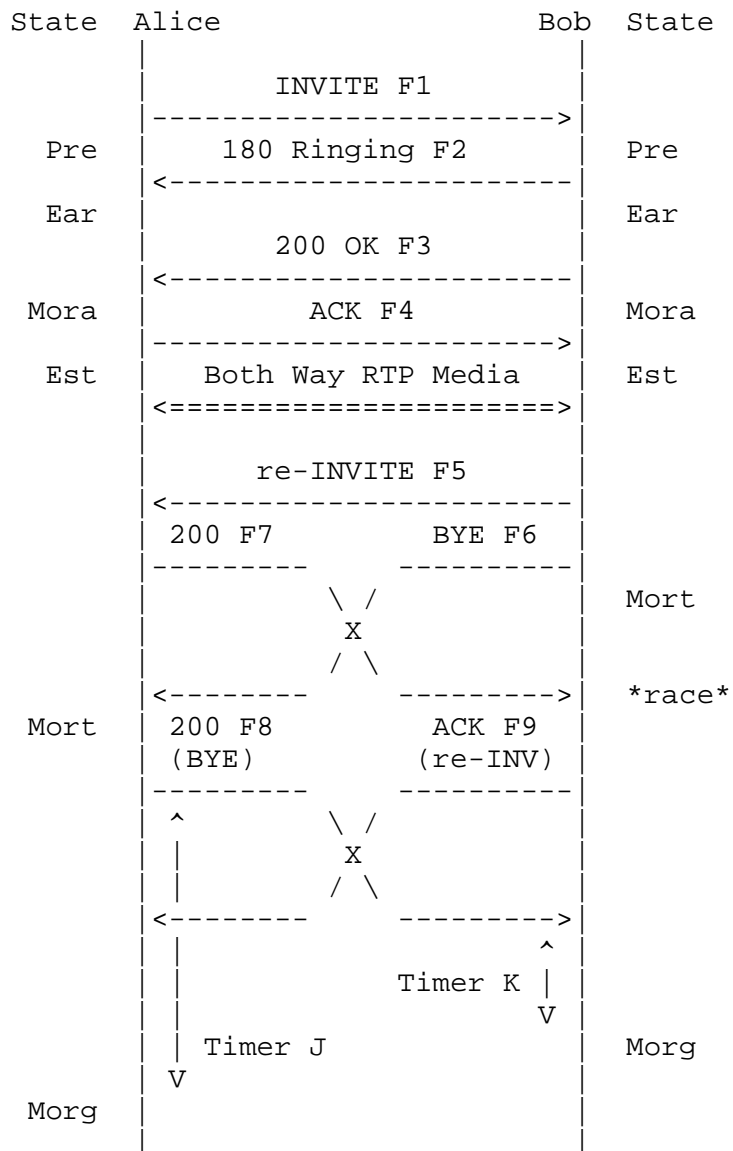 State Alice Bob State
INVITE F1
Pre 180 Ringing F2 Pre
Ear Ear
200 OK F3
Mora ACK F4 Mora
Est Both Way RTP Media Est
re-INVITE F5
200 F7 BYE F6
Mort
X
*race*
Mort 200 F8 ACK F9
(BYE) (re-INV)
X
Timer K
Timer J Morg
Morg